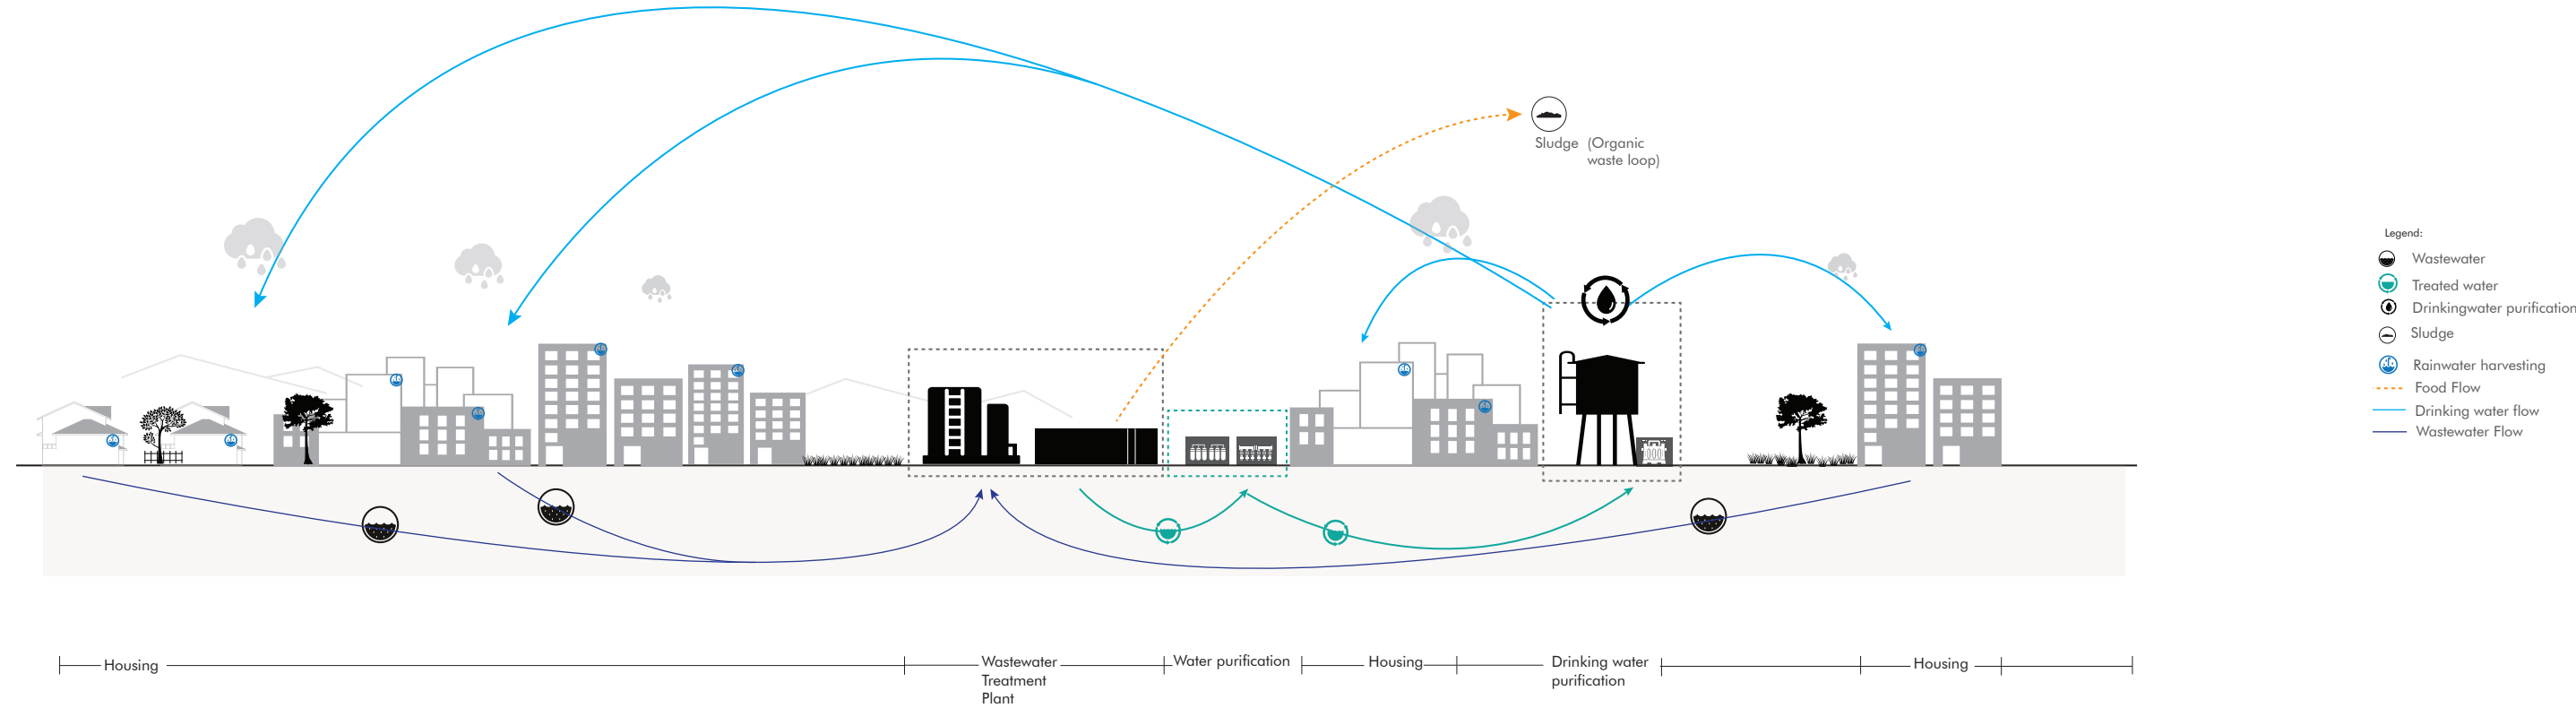 Sludge (Organic
waste loop)
Legend:
Wastewater
Treated water
Drinkingwater purification
Sludge
Rainwater harvesting
Food Flow
Drinking water flow
Wastewater Flow
Housing
Wastewater
Treatment
Plant
Water purification
Housing
Drinking water
purification
Housing